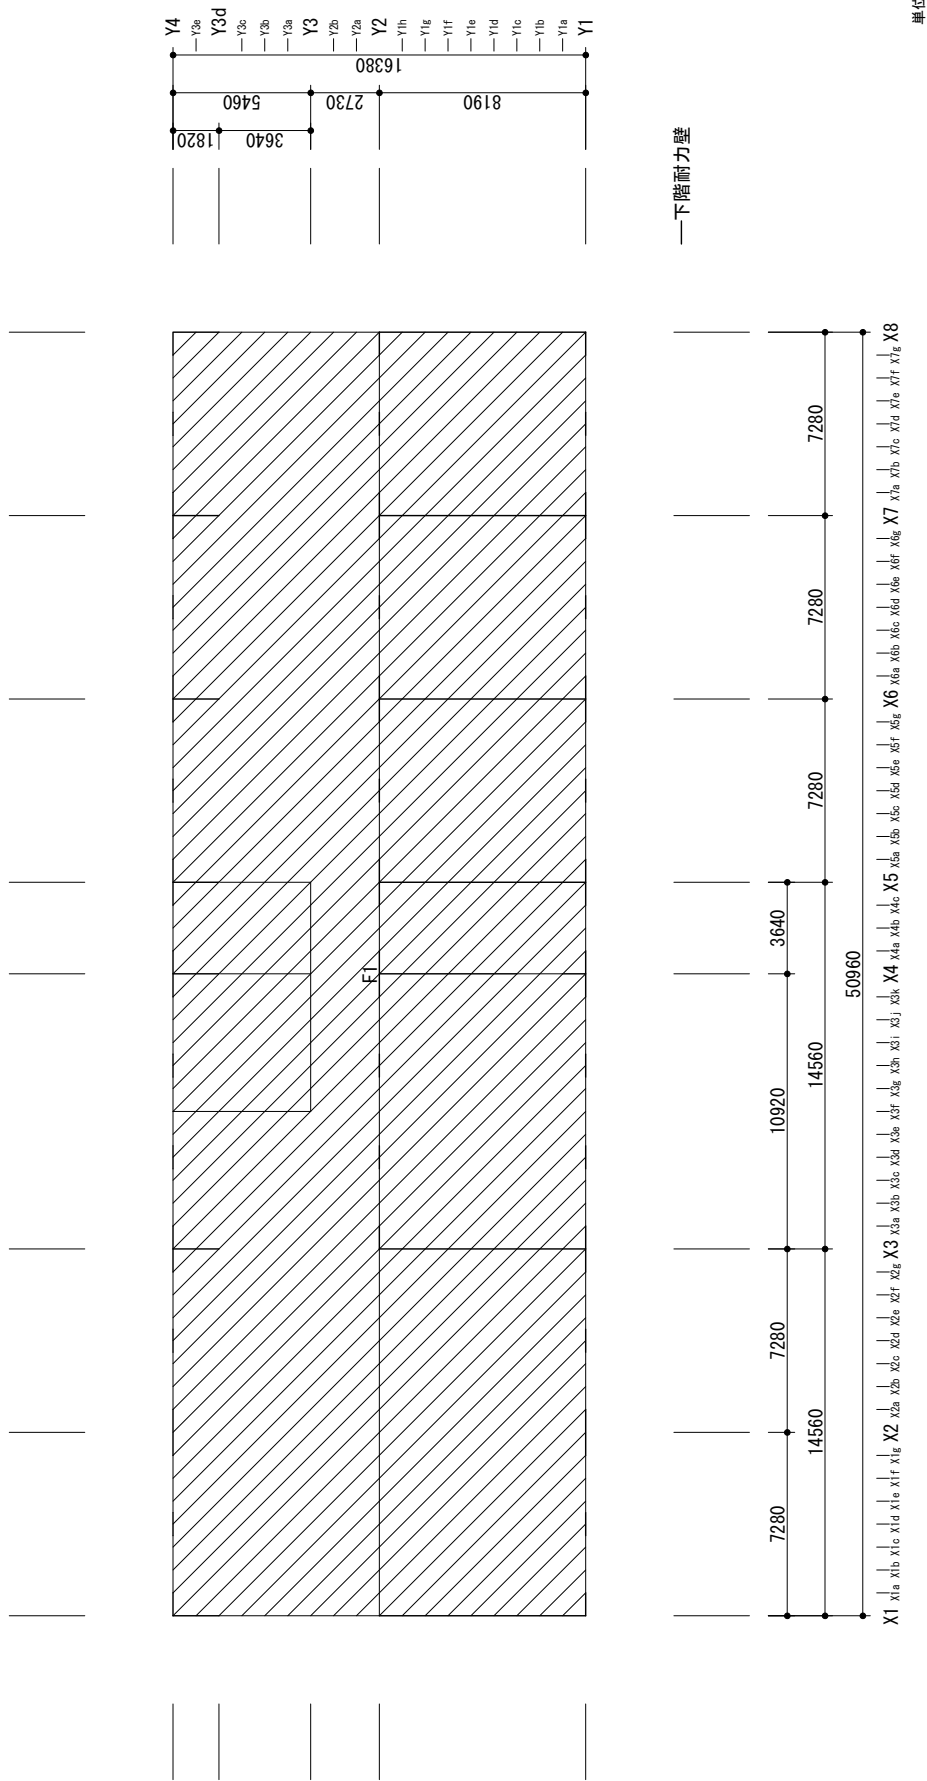 Y4
Y3e
Y3d
Y3c
Y3b
Y3a
Y3
Y2b
Y2a
Y2
Y1h
Y1g
Y1f
Y1e
Y1d
Y1c
Y1b
Y1a
Y1
16380
5460
2730
8190
1820
3640
下階耐力壁
単位
F1
7280
7280
10920
3640
14560
14560
7280
7280
7280
50960
X1 X1a X1b X1c X1d X1e X1f X1g X2 X2a X2b X2c X2d X2e X2f X2g X3 X3a X3b X3c X3d X3e X3f X3g X3h X3i X3j X3k X4 X4a X4b X4c X5 X5a X5b X5c X5d X5e X5f X5g X6 X6a X6b X6c X6d X6e X6f X6g X7 X7a X7b X7c X7d X7e X7f X7g X8